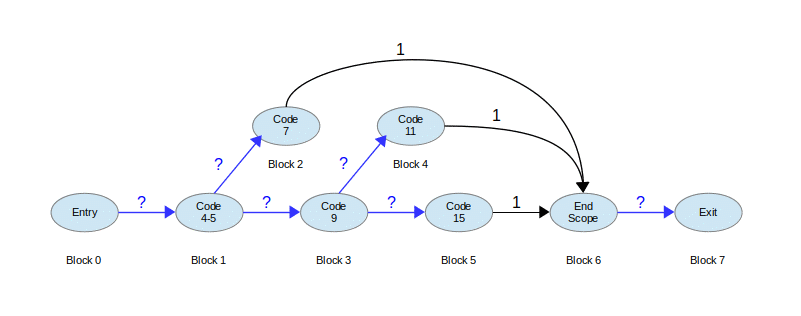 1
Code
7
Code
11
1
?
Block 2
?
Block 4
Entry
?
Code
4-5
?
Code
9
?
Code
15
1
End
Scope
?
Exit
Block 0
Block 1
Block 3
Block 5
Block 6
Block 7